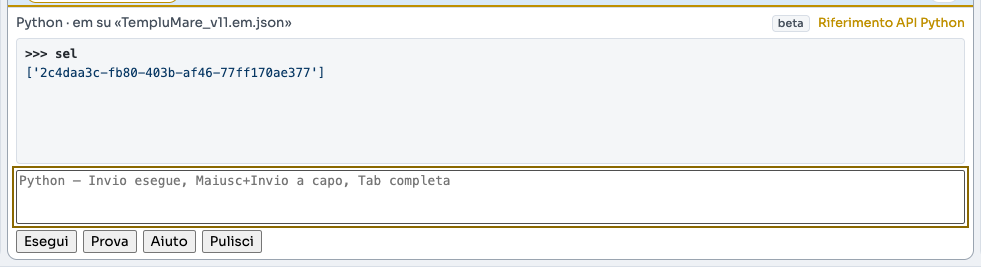 Python · em su «TempluMare_v11.em.json»
beta
Riferimento API Python
>>> sel
['2c4daa3c-fb80-403b-af46-77ff170ae377']
Python — Invio esegue, Maiusc+Invio a capo, Tab completa
Esegui
Prova
Aiuto
Pulisci